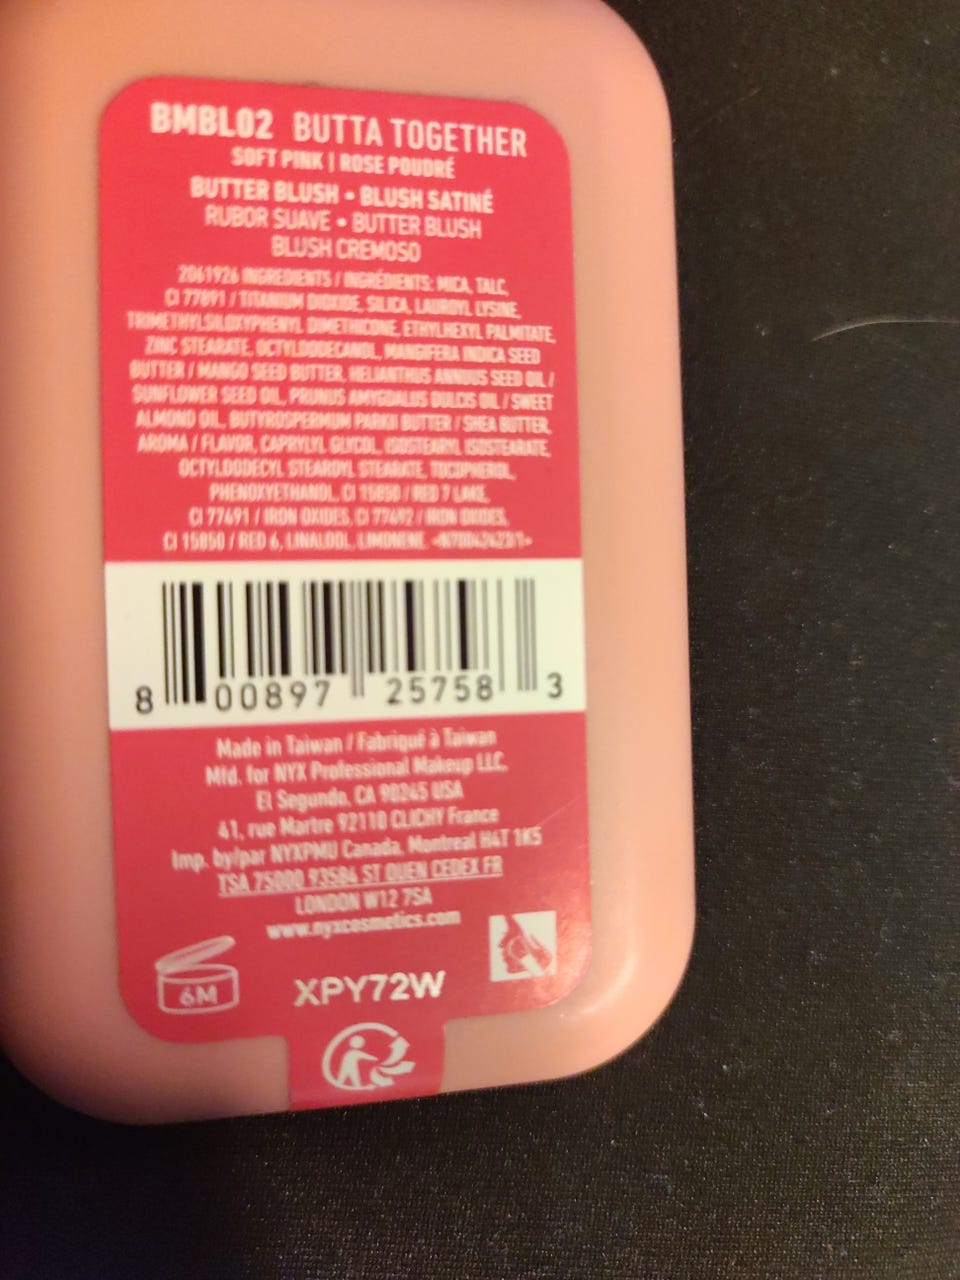 BMBL02 BUTTA TOGETHER
SOFT PINK | ROSE POUDRÉ
BUTTER BLUSH • BLUSH SATINÉ
RUBOR SUAVE • BUTTER BLUSH
BLUSH CREMOSO
2061926 INGREDIENTS / INGRÉDIENTS: MICA, TALC,
CI 77891 / TITANIUM DIOXIDE, SILICA, LAUROYL LYSINE,
TRIMETHYLSILOXYPHENYL DIMETHICONE, ETHYLHEXYL PALMITATE,
ZINC STEARATE, OCTYLDODECANOL, MANGIFERA INDICA SEED
BUTTER / MANGO SEED BUTTER, HELIANTHUS ANNUUS SEED OIL /
SUNFLOWER SEED OIL, PRUNUS AMYGDALUS DULCIS OIL / SWEET
ALMOND OIL, BUTYROSPERMUM PARKII BUTTER / SHEA BUTTER,
AROMA / FLAVOR, CAPRYLYL GLYCOL, ISOSTEARYL ISOSTEARATE,
OCTYLDODECYL STEAROYL STEARATE, TOCOPHEROL,
PHENOXYETHANOL, CI 15850 / RED 7 LAKE,
CI 77491 / IRON OXIDES, CI 77492 / IRON OXIDES,
CI 15850 / RED 6, LINALOOL, LIMONENE.
8 00897 25758 3
Made in Taiwan / Fabriqué à Taiwan
Mfd. for NYX Professional Makeup LLC.
El Segundo, CA 90245 USA
41, rue Martre 92110 CLICHY France
Imp. by/par NYXPMU Canada, Montreal H4T 1K5
TSA 75000 93584 ST OUEN CEDEX FR
LONDON W12 7SA
www.nyxcosmetics.com
6M
XPY72W